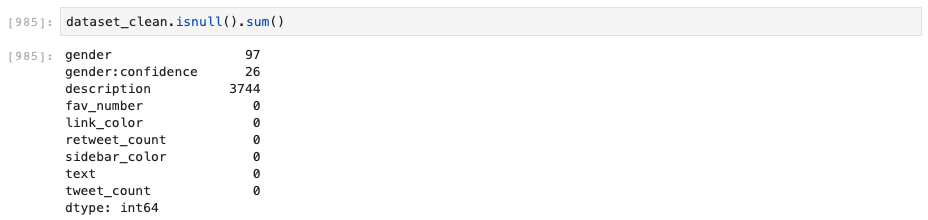 [985]: dataset_clean.isnull().sum()
[985]: gender 97
gender:confidence 26
description 3744
fav_number 0
link_color 0
retweet_count 0
sidebar_color 0
text 0
tweet_count 0
dtype: int64